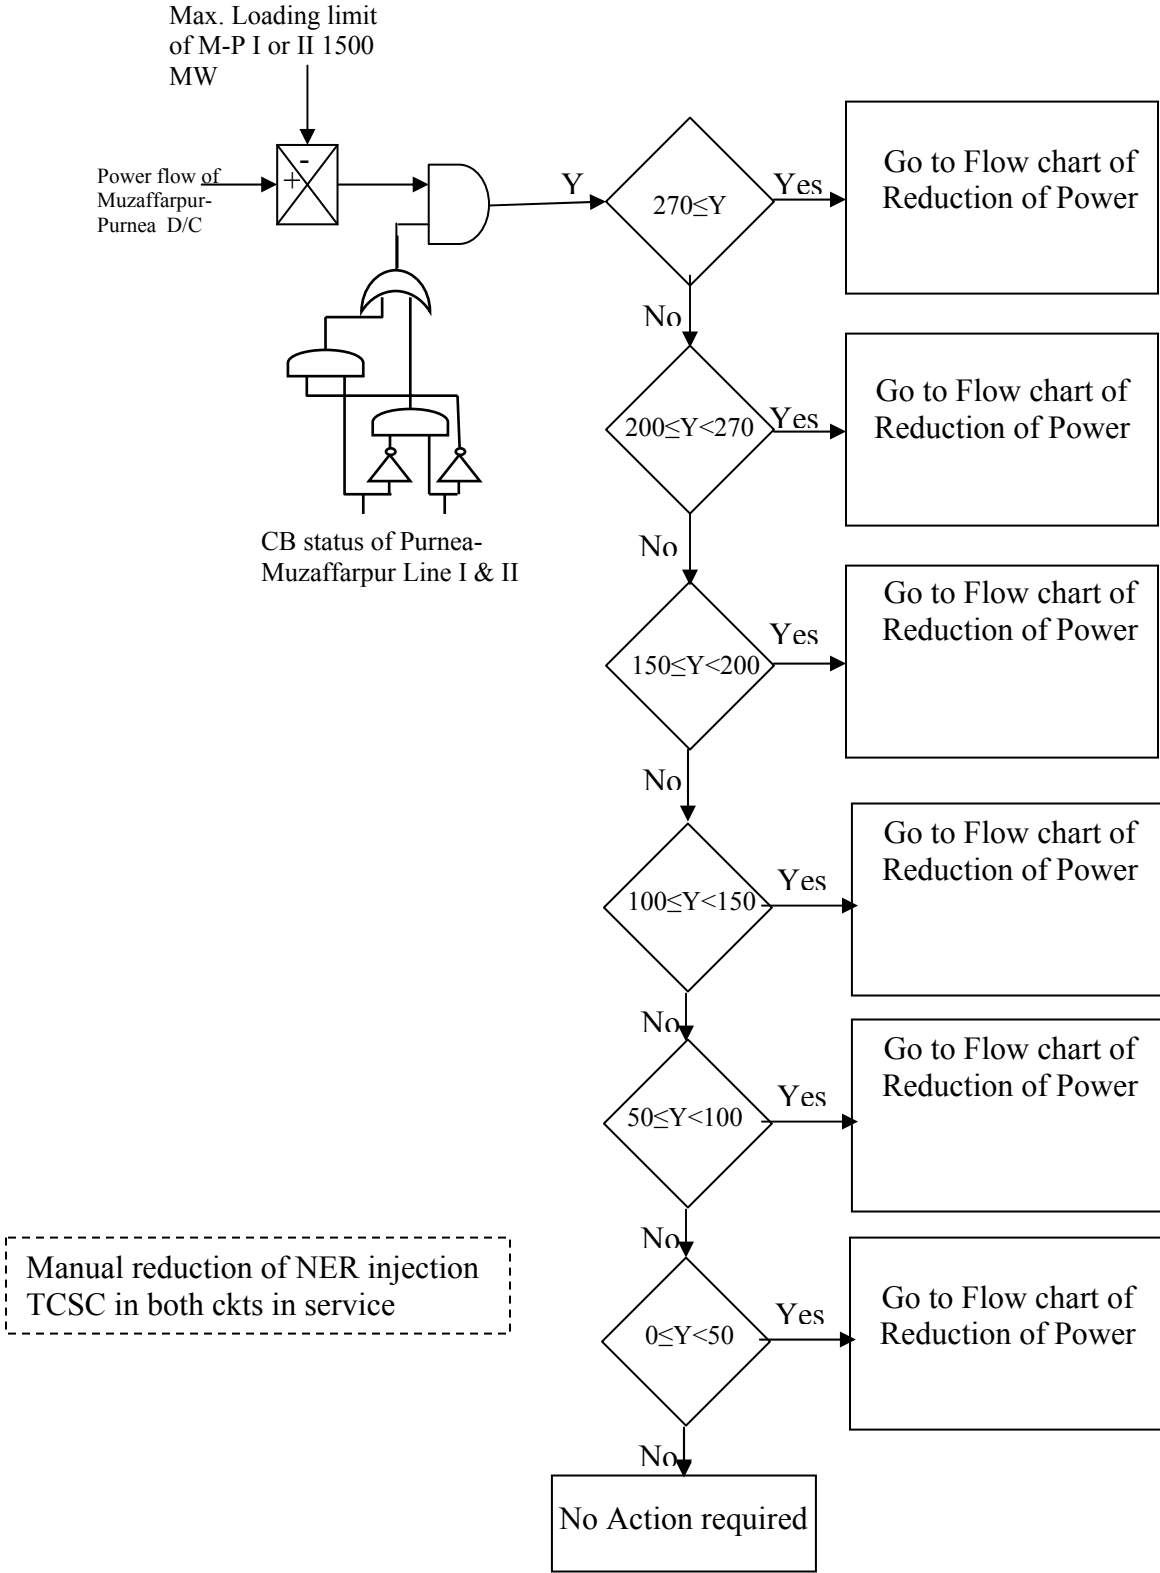 Max. Loading limit
of M-P I or II 1500
MW
-
+
Power flow of
Muzaffarpur-
Purnea D/C
Y
270≤Y
Yes
Go to Flow chart of
Reduction of Power
No
200≤Y<270
Yes
Go to Flow chart of
Reduction of Power
CB status of Purnea-
Muzaffarpur Line I & II
No
150≤Y<200
Yes
Go to Flow chart of
Reduction of Power
No
100≤Y<150
Yes
Go to Flow chart of
Reduction of Power
No
50≤Y<100
Yes
Go to Flow chart of
Reduction of Power
No
Manual reduction of NER injection
TCSC in both ckts in service
0≤Y<50
Yes
Go to Flow chart of
Reduction of Power
No
No Action required